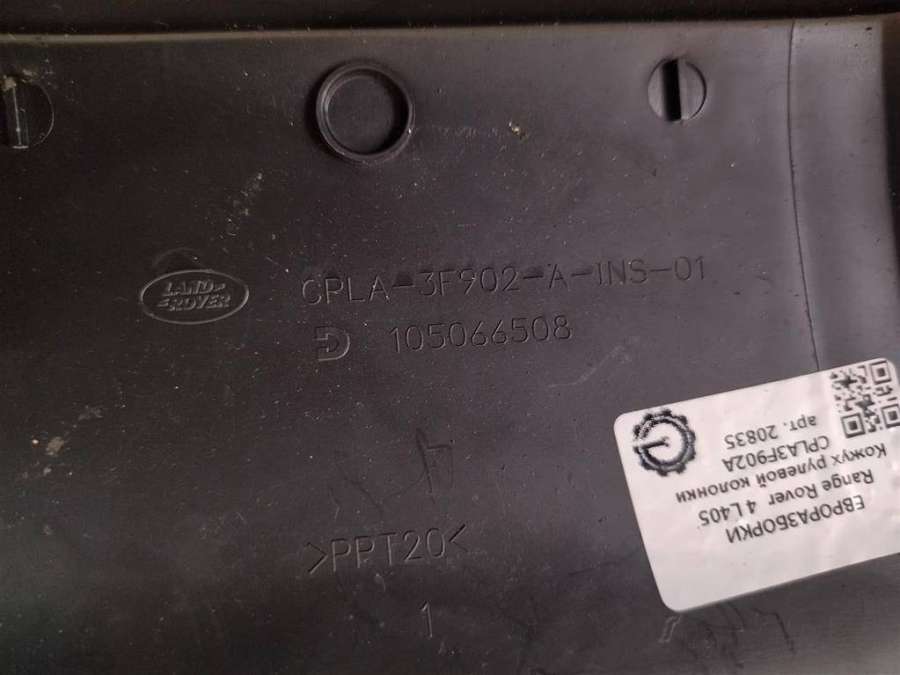 LAND-
ROVER
CPLA-3F902-A-INS-01
D 105066508
>PPT20<
1
ЕВРОРАЗБОРКИ
Range Rover 4 L405
Кожух рулевой колонки
CPLA3F902A
арт. 20835